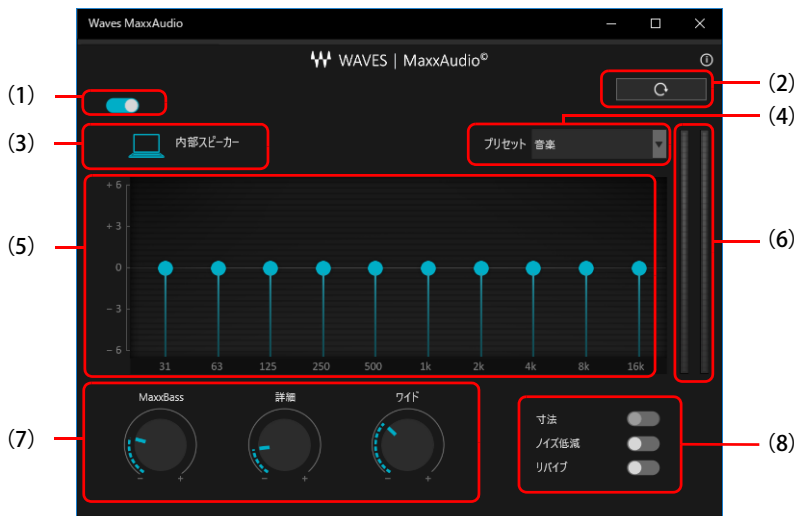 Waves MaxxAudio
WAVES | MaxxAudio©
(1)
(2)
(3)
内部スピーカー
(4)
プリセット 音楽
(5)
+ 6
+ 3
0
- 3
- 6
31 63 125 250 500 1k 2k 4k 8k 16k
(6)
(7)
MaxxBass 詳細 ワイド
- + - + - +
(8)
寸法
ノイズ低減
リバイブ